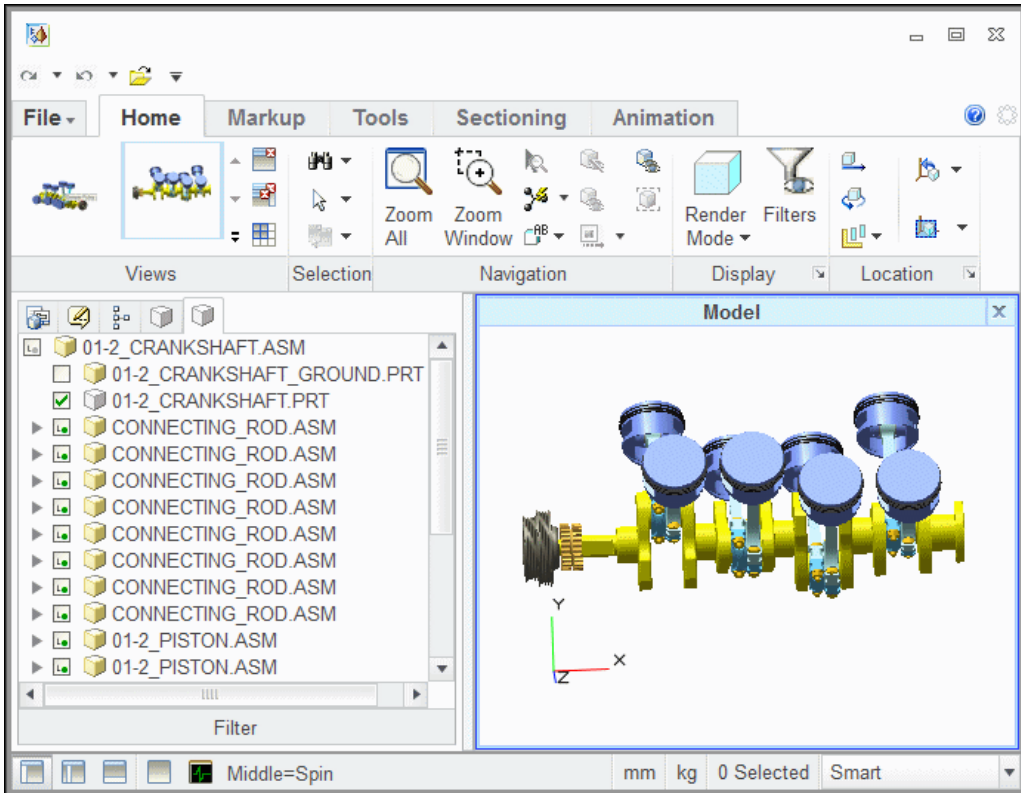 File Home Markup Tools Sectioning Animation
Zoom All
Zoom Window
AB
Render Mode
Filters
Views Selection Navigation Display Location
Model
01-2_CRANKSHAFT.ASM
01-2_CRANKSHAFT_GROUND.PRT
01-2_CRANKSHAFT.PRT
CONNECTING_ROD.ASM
CONNECTING_ROD.ASM
CONNECTING_ROD.ASM
CONNECTING_ROD.ASM
CONNECTING_ROD.ASM
CONNECTING_ROD.ASM
CONNECTING_ROD.ASM
CONNECTING_ROD.ASM
01-2_PISTON.ASM
01-2_PISTON.ASM
Filter
Y
X
Z
Middle=Spin mm kg 0 Selected Smart